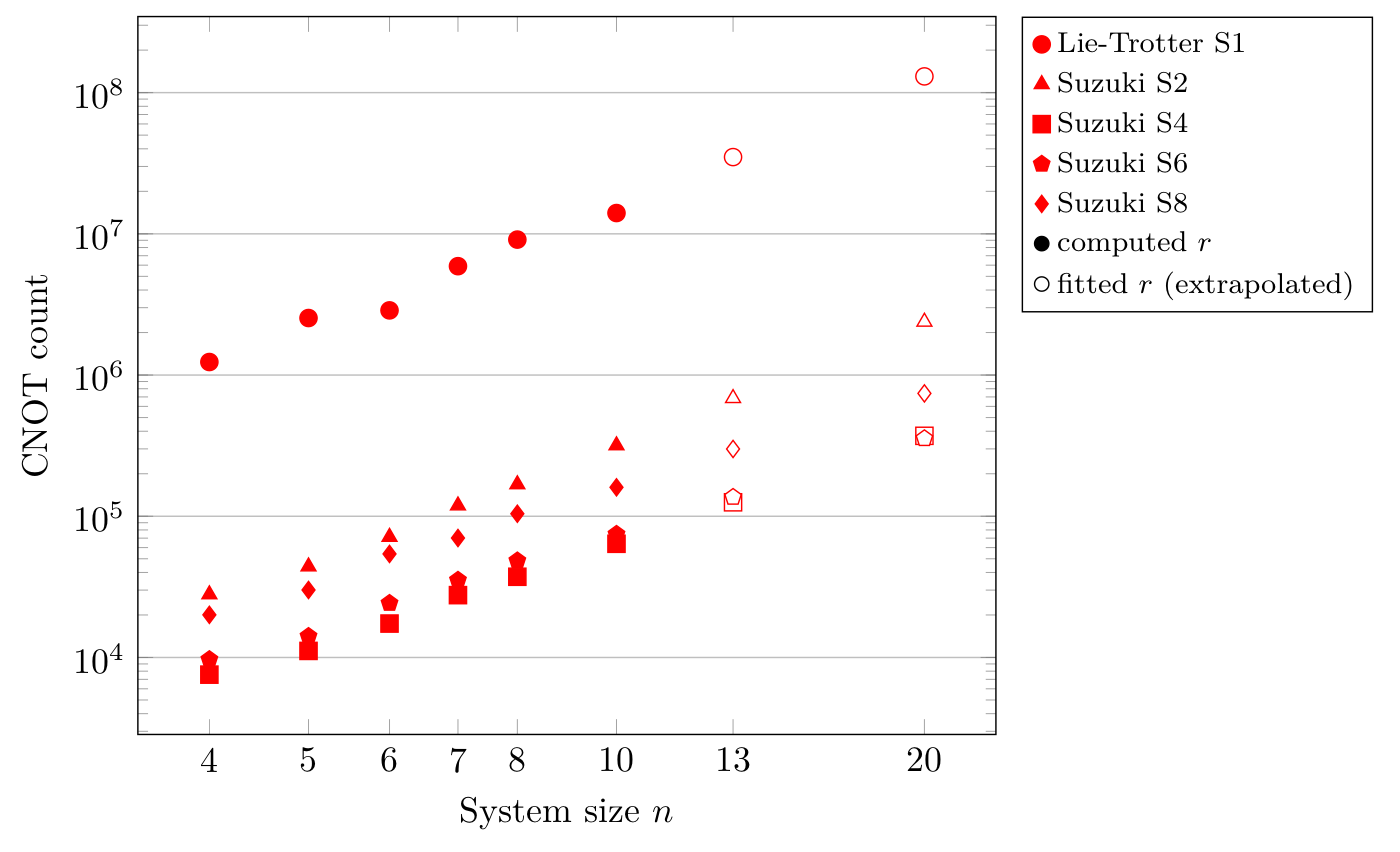 CNOT count
10^8
10^7
10^6
10^5
10^4
4 5 6 7 8 10 13 20
System size n
Lie-Trotter S1
Suzuki S2
Suzuki S4
Suzuki S6
Suzuki S8
computed r
fitted r (extrapolated)